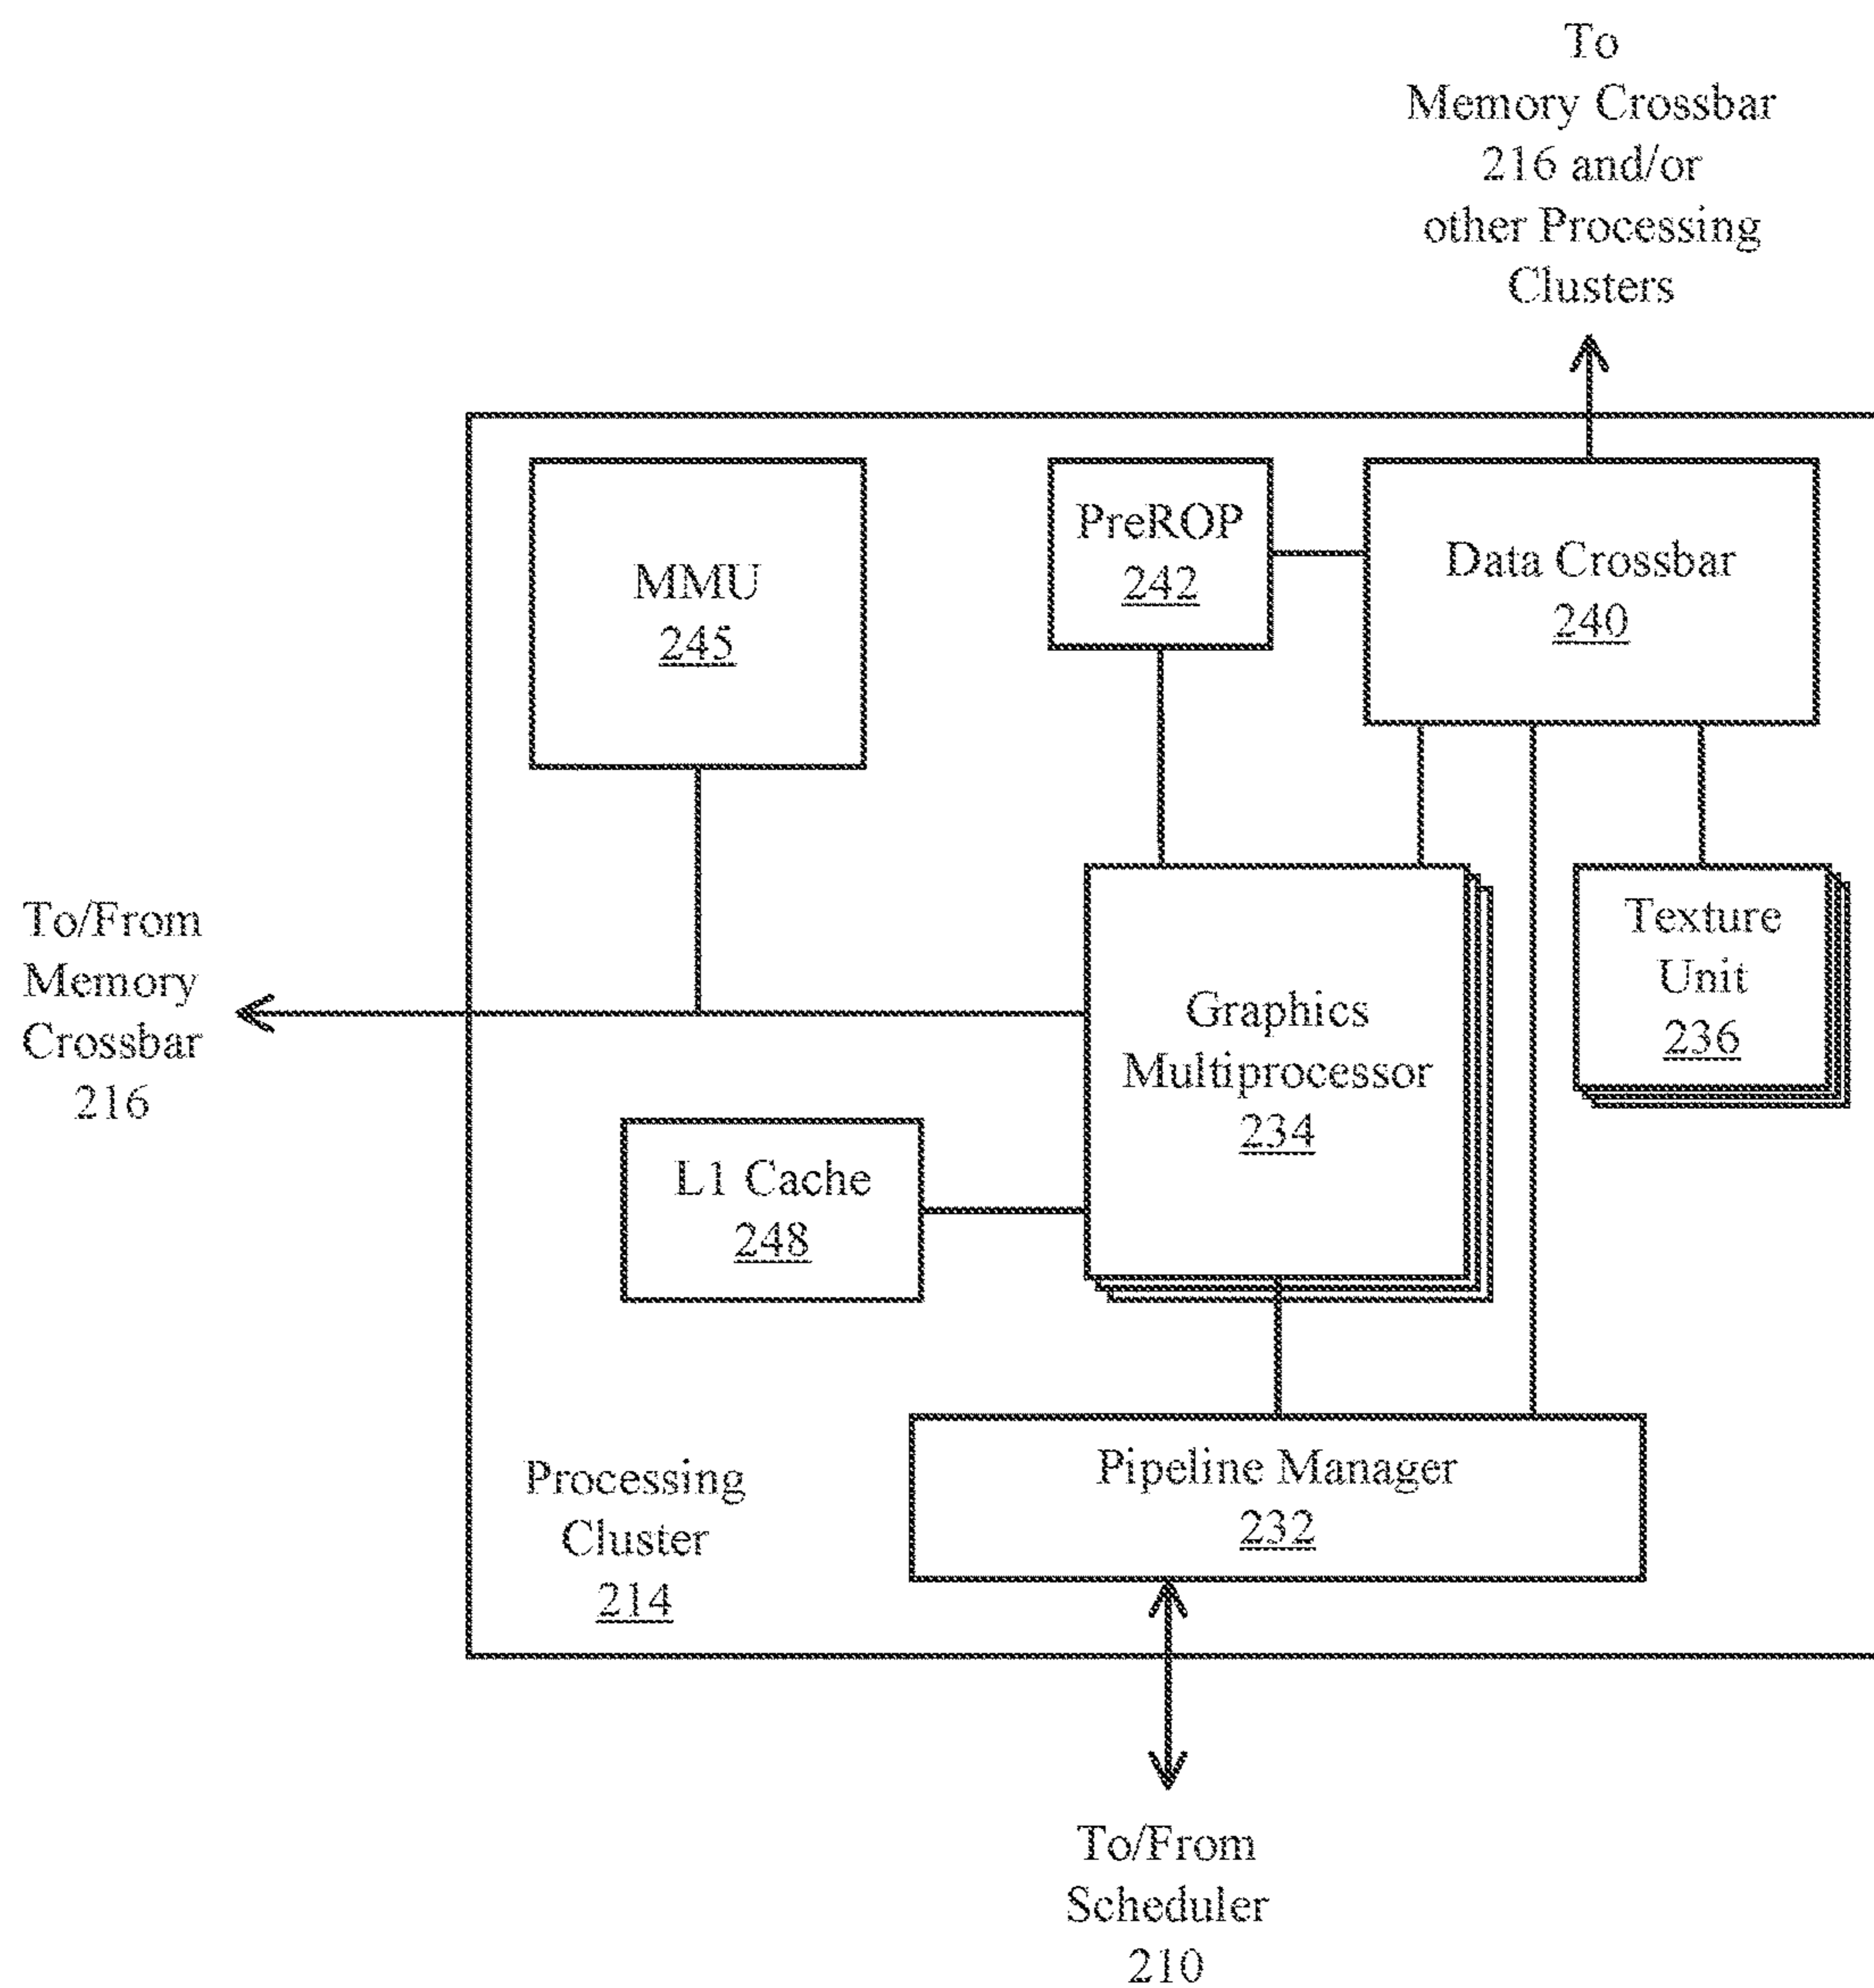 To
Memory Crossbar
216 and/or
other Processing
Clusters
MMU
245
PreROP
242
Data Crossbar
240
To/From
Memory
Crossbar
216
Graphics
Multiprocessor
234
Texture
Unit
236
L1 Cache
248
Processing
Cluster
214
Pipeline Manager
232
To/From
Scheduler
210